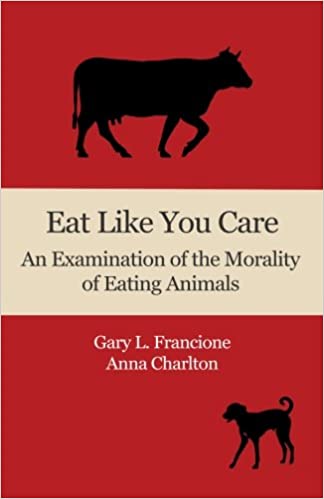 Eat Like You Care
An Examination of the Morality
of Eating Animals
Gary L. Francione
Anna Charlton